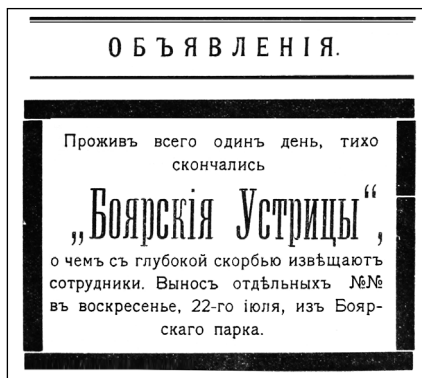 ОБЪЯВЛЕНІЯ.
Проживъ всего одинъ день, тихо
скончались
„Боярскія Устрицы“,
о чемъ съ глубокой скорбью извѣщаютъ
сотрудники. Выносъ отдѣльныхъ №№
въ воскресенье, 22-го іюля, изъ Бояр-
скаго парка.